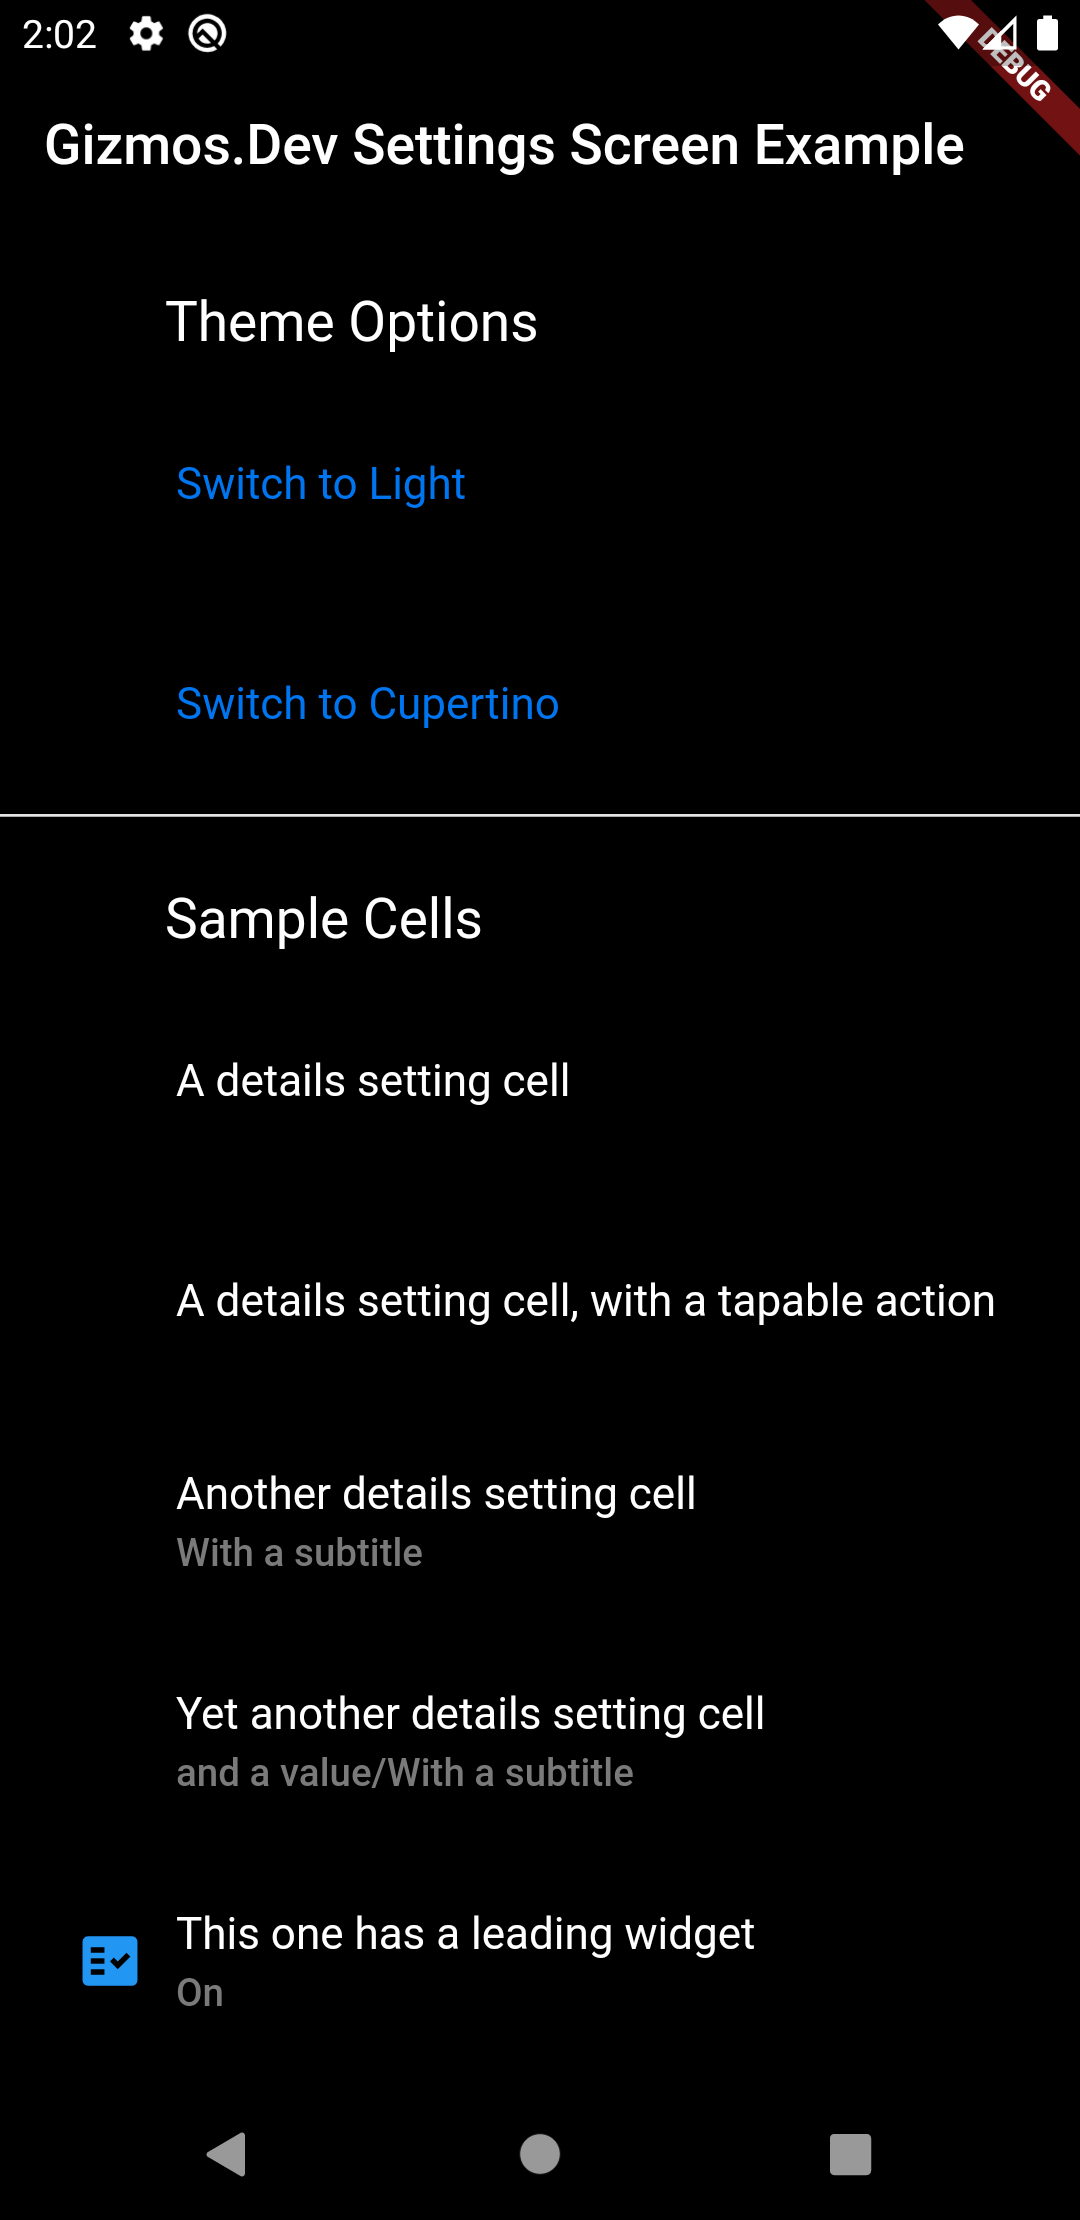 2:02
DEBUG
Gizmos.Dev Settings Screen Example
Theme Options
Switch to Light
Switch to Cupertino
Sample Cells
A details setting cell
A details setting cell, with a tapable action
Another details setting cell
With a subtitle
Yet another details setting cell
and a value/With a subtitle
This one has a leading widget
On